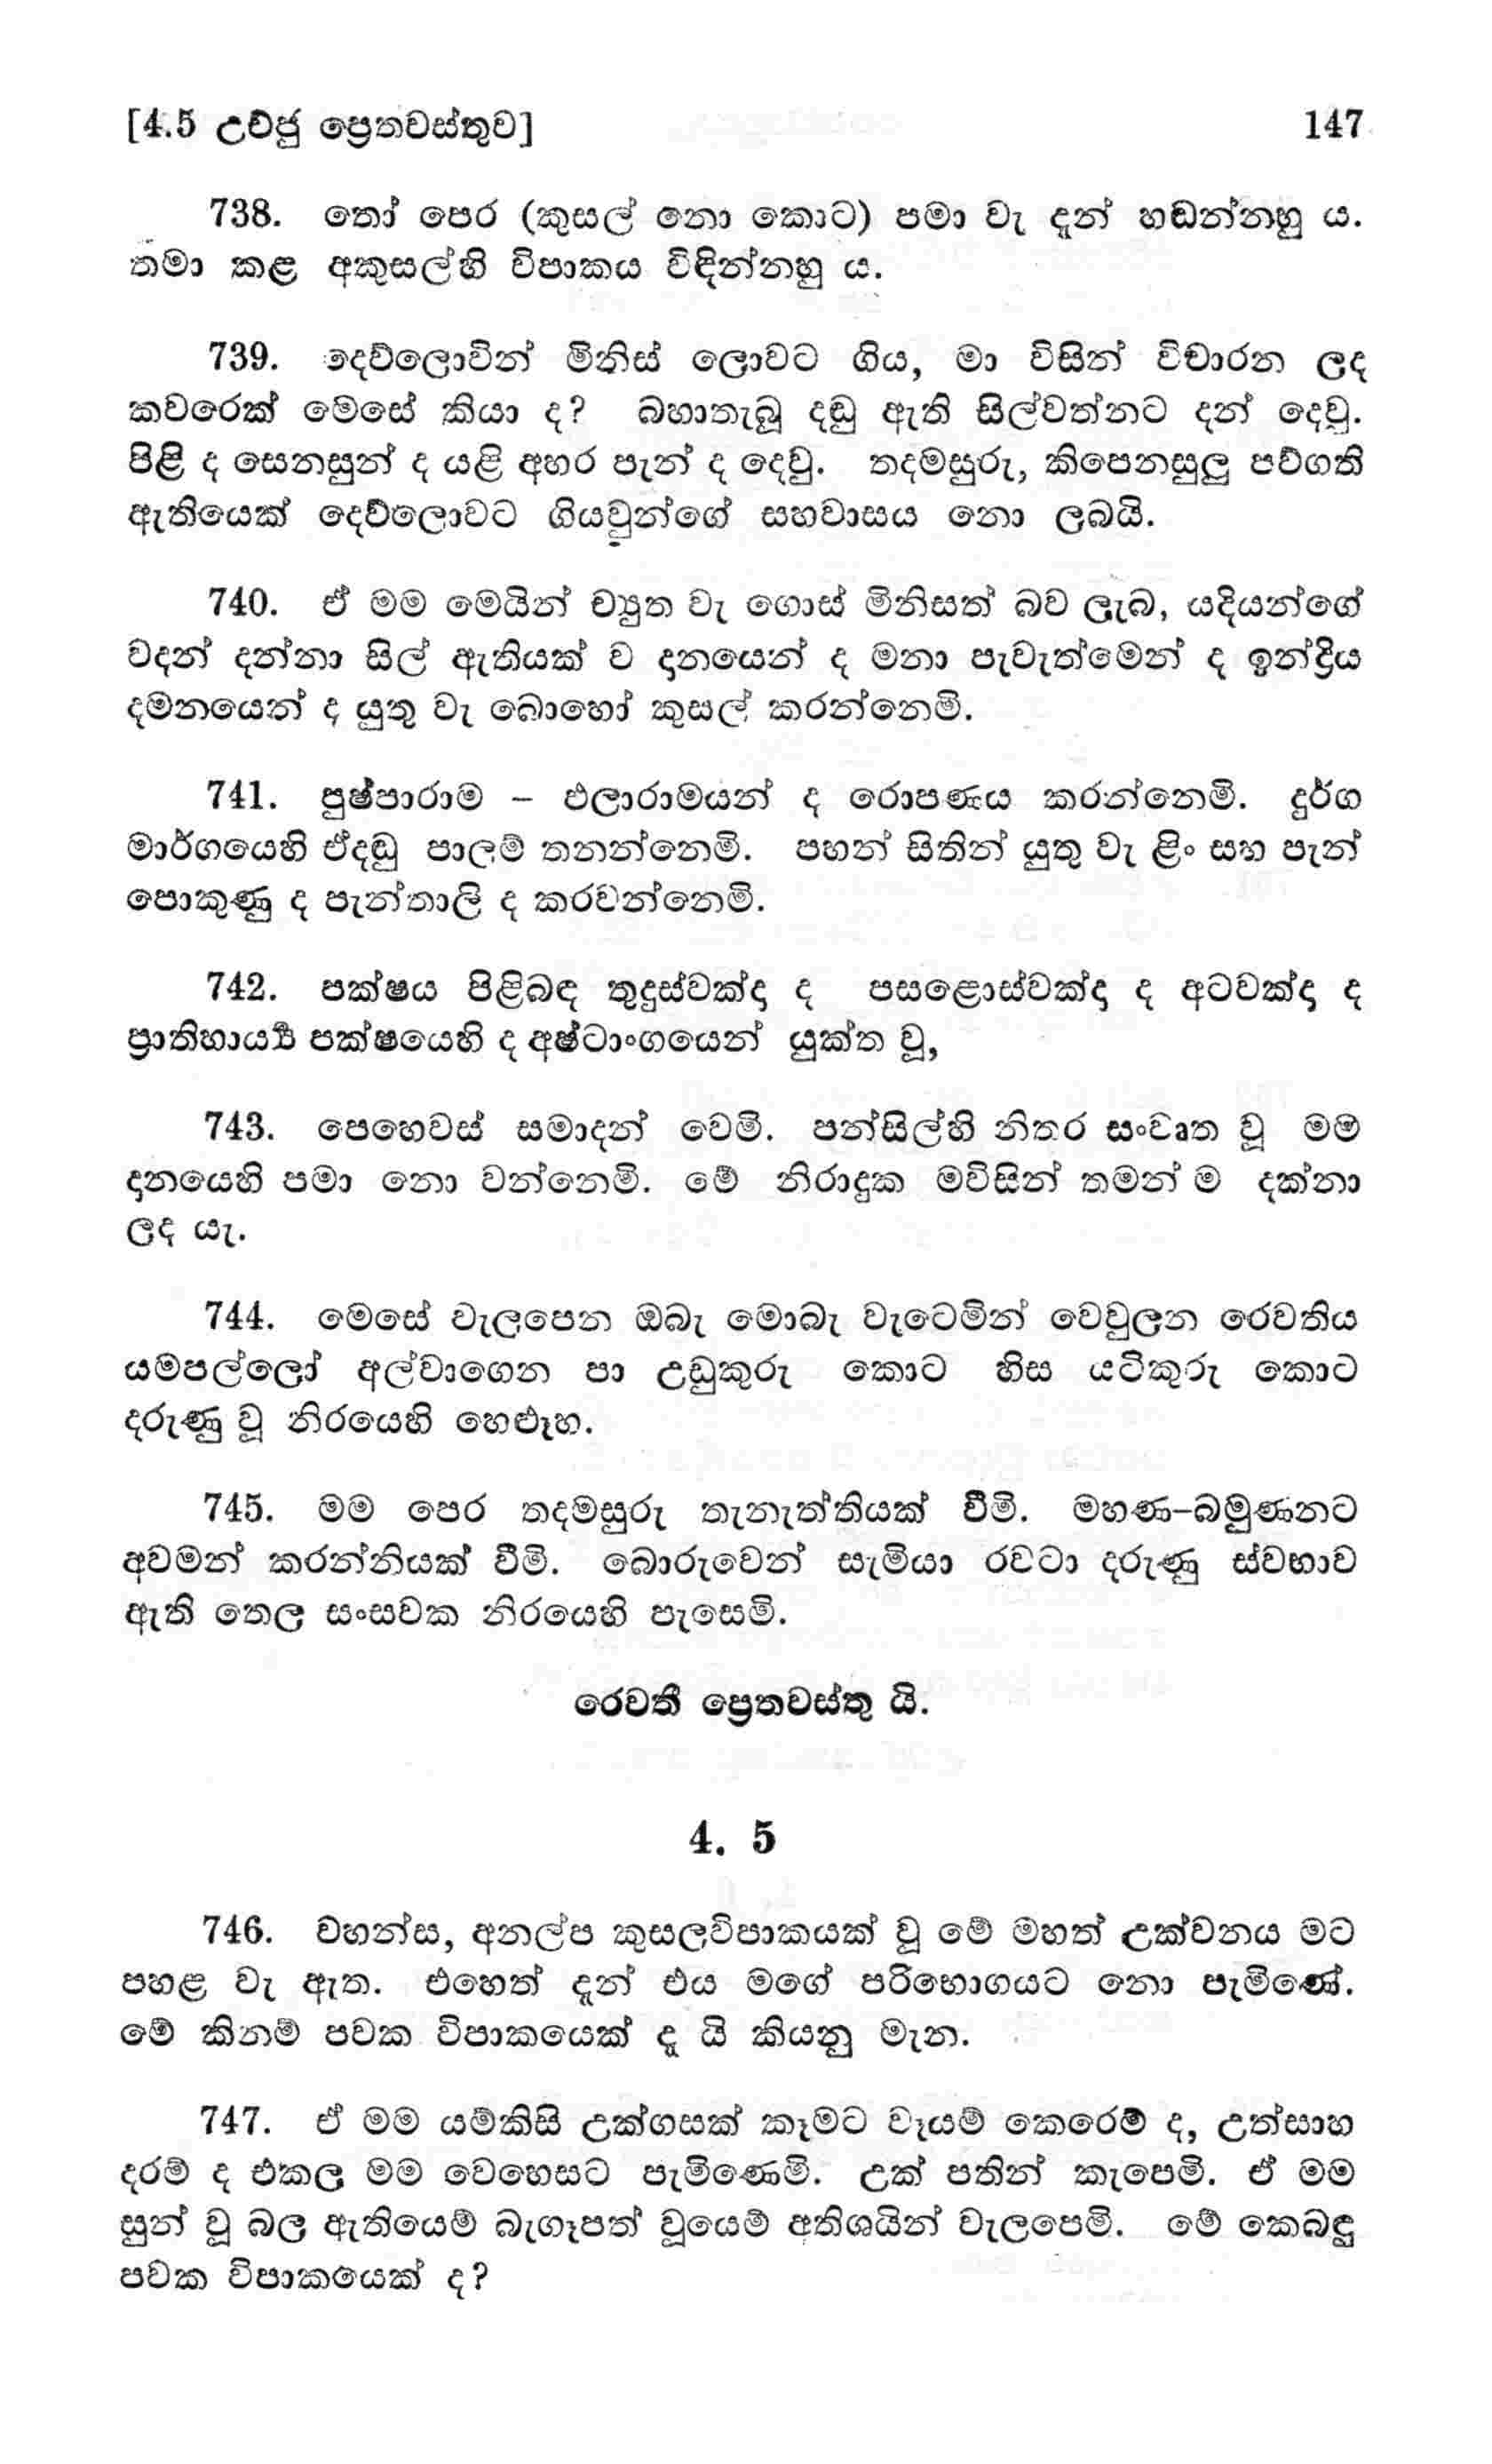 [4.5 උච්ඡු ප්‍රෙතවස්තුව] 147
738. තෝ පෙර (කුසල් නො කොට) පමා වැ දැන් හඬන්නහු ය.
තමා කළ අකුසල්හි විපාකය විඳින්නහු ය.
739. දෙව්ලොවින් මිනිස් ලොවට ගිය, මා විසින් විචාරන ලද
කවරෙක් මෙසේ කියා ද? බහාතැබූ දඬු ඇති සිල්වත්නට දන් දෙවු.
පිළි ද සෙනසුන් ද යළි අහර පැන් ද දෙවු. තදමසුරු, කිපෙනසුලු පව්ගති
ඇතියෙක් දෙව්ලොවට ගියවුන්ගේ සහවාසය නො ලබයි.
740. ඒ මම මෙයින් ච්‍යුත වැ ගොස් මිනිසත් බව ලැබ, යදියන්ගේ
වදන් දන්නා සිල් ඇතියක් ව දානයෙන් ද මනා පැවැත්මෙන් ද ඉන්ද්‍රිය
දමනයෙන් ද යුතු වැ බොහෝ කුසල් කරන්නෙමි.
741. පුෂ්පාරාම – ඵලාරාමයන් ද රොපණය කරන්නෙමි. දුර්ග
මාර්ගයෙහි ඒදඬු පාලම් තනන්නෙමි. පහන් සිතින් යුතු වැ ළිං සහ පැන්
පොකුණු ද පැන්තාලි ද කරවන්නෙමි.
742. පක්ෂය පිළිබඳ තුදුස්වක්දා ද පසළොස්වක්දා ද අටවක්දා ද
ප්‍රාතිහාර්‍ය්‍ය පක්ෂයෙහි ද අෂ්ටාංගයෙන් යුක්ත වූ,
743. පෙහෙවස් සමාදන් වෙමි. පන්සිල්හි නිතර සංවෘත වූ මම
දානයෙහි පමා නො වන්නෙමි. මේ නිරාදුක මවිසින් තමන් ම දක්නා
ලද යැ.
744. මෙසේ වැලපෙන ඔබැ මොබැ වැටෙමින් වෙවුලන රෙවතිය
යමපල්ලෝ අල්වාගෙන පා උඩුකුරු කොට හිස යටිකුරු කොට
දරුණු වූ නිරයෙහි හෙළූහ.
745. මම පෙර තදමසුරු තැනැත්තියක් වීමි. මහණ-බමුණනට
අවමන් කරන්නියක් වීමි. බොරුවෙන් සැමියා රවටා දරුණු ස්වභාව
ඇති තෙල සංසවක නිරයෙහි පැසෙමි.
රෙවතී ප්‍රෙතවස්තු යි.
4. 5
746. වහන්ස, අනල්ප කුසලවිපාකයක් වූ මේ මහත් උක්වනය මට
පහළ වැ ඇත. එහෙත් දැන් එය මගේ පරිභොගයට නො පැමිණේ.
මේ කිනම් පවක විපාකයෙක් දැ යි කියනු මැන.
747. ඒ මම යම්කිසි උක්ගසක් කෑමට වෑයම් කෙරෙම් ද, උත්සාහ
දරම් ද එකල මම වෙහෙසට පැමිණෙමි. උක් පතින් කැපෙමි. ඒ මම
සුන් වූ බල ඇතියෙම් බැගෑපත් වූයෙම් අතිශයින් වැලපෙමි. මේ කෙබඳු
පවක විපාකයෙක් ද?